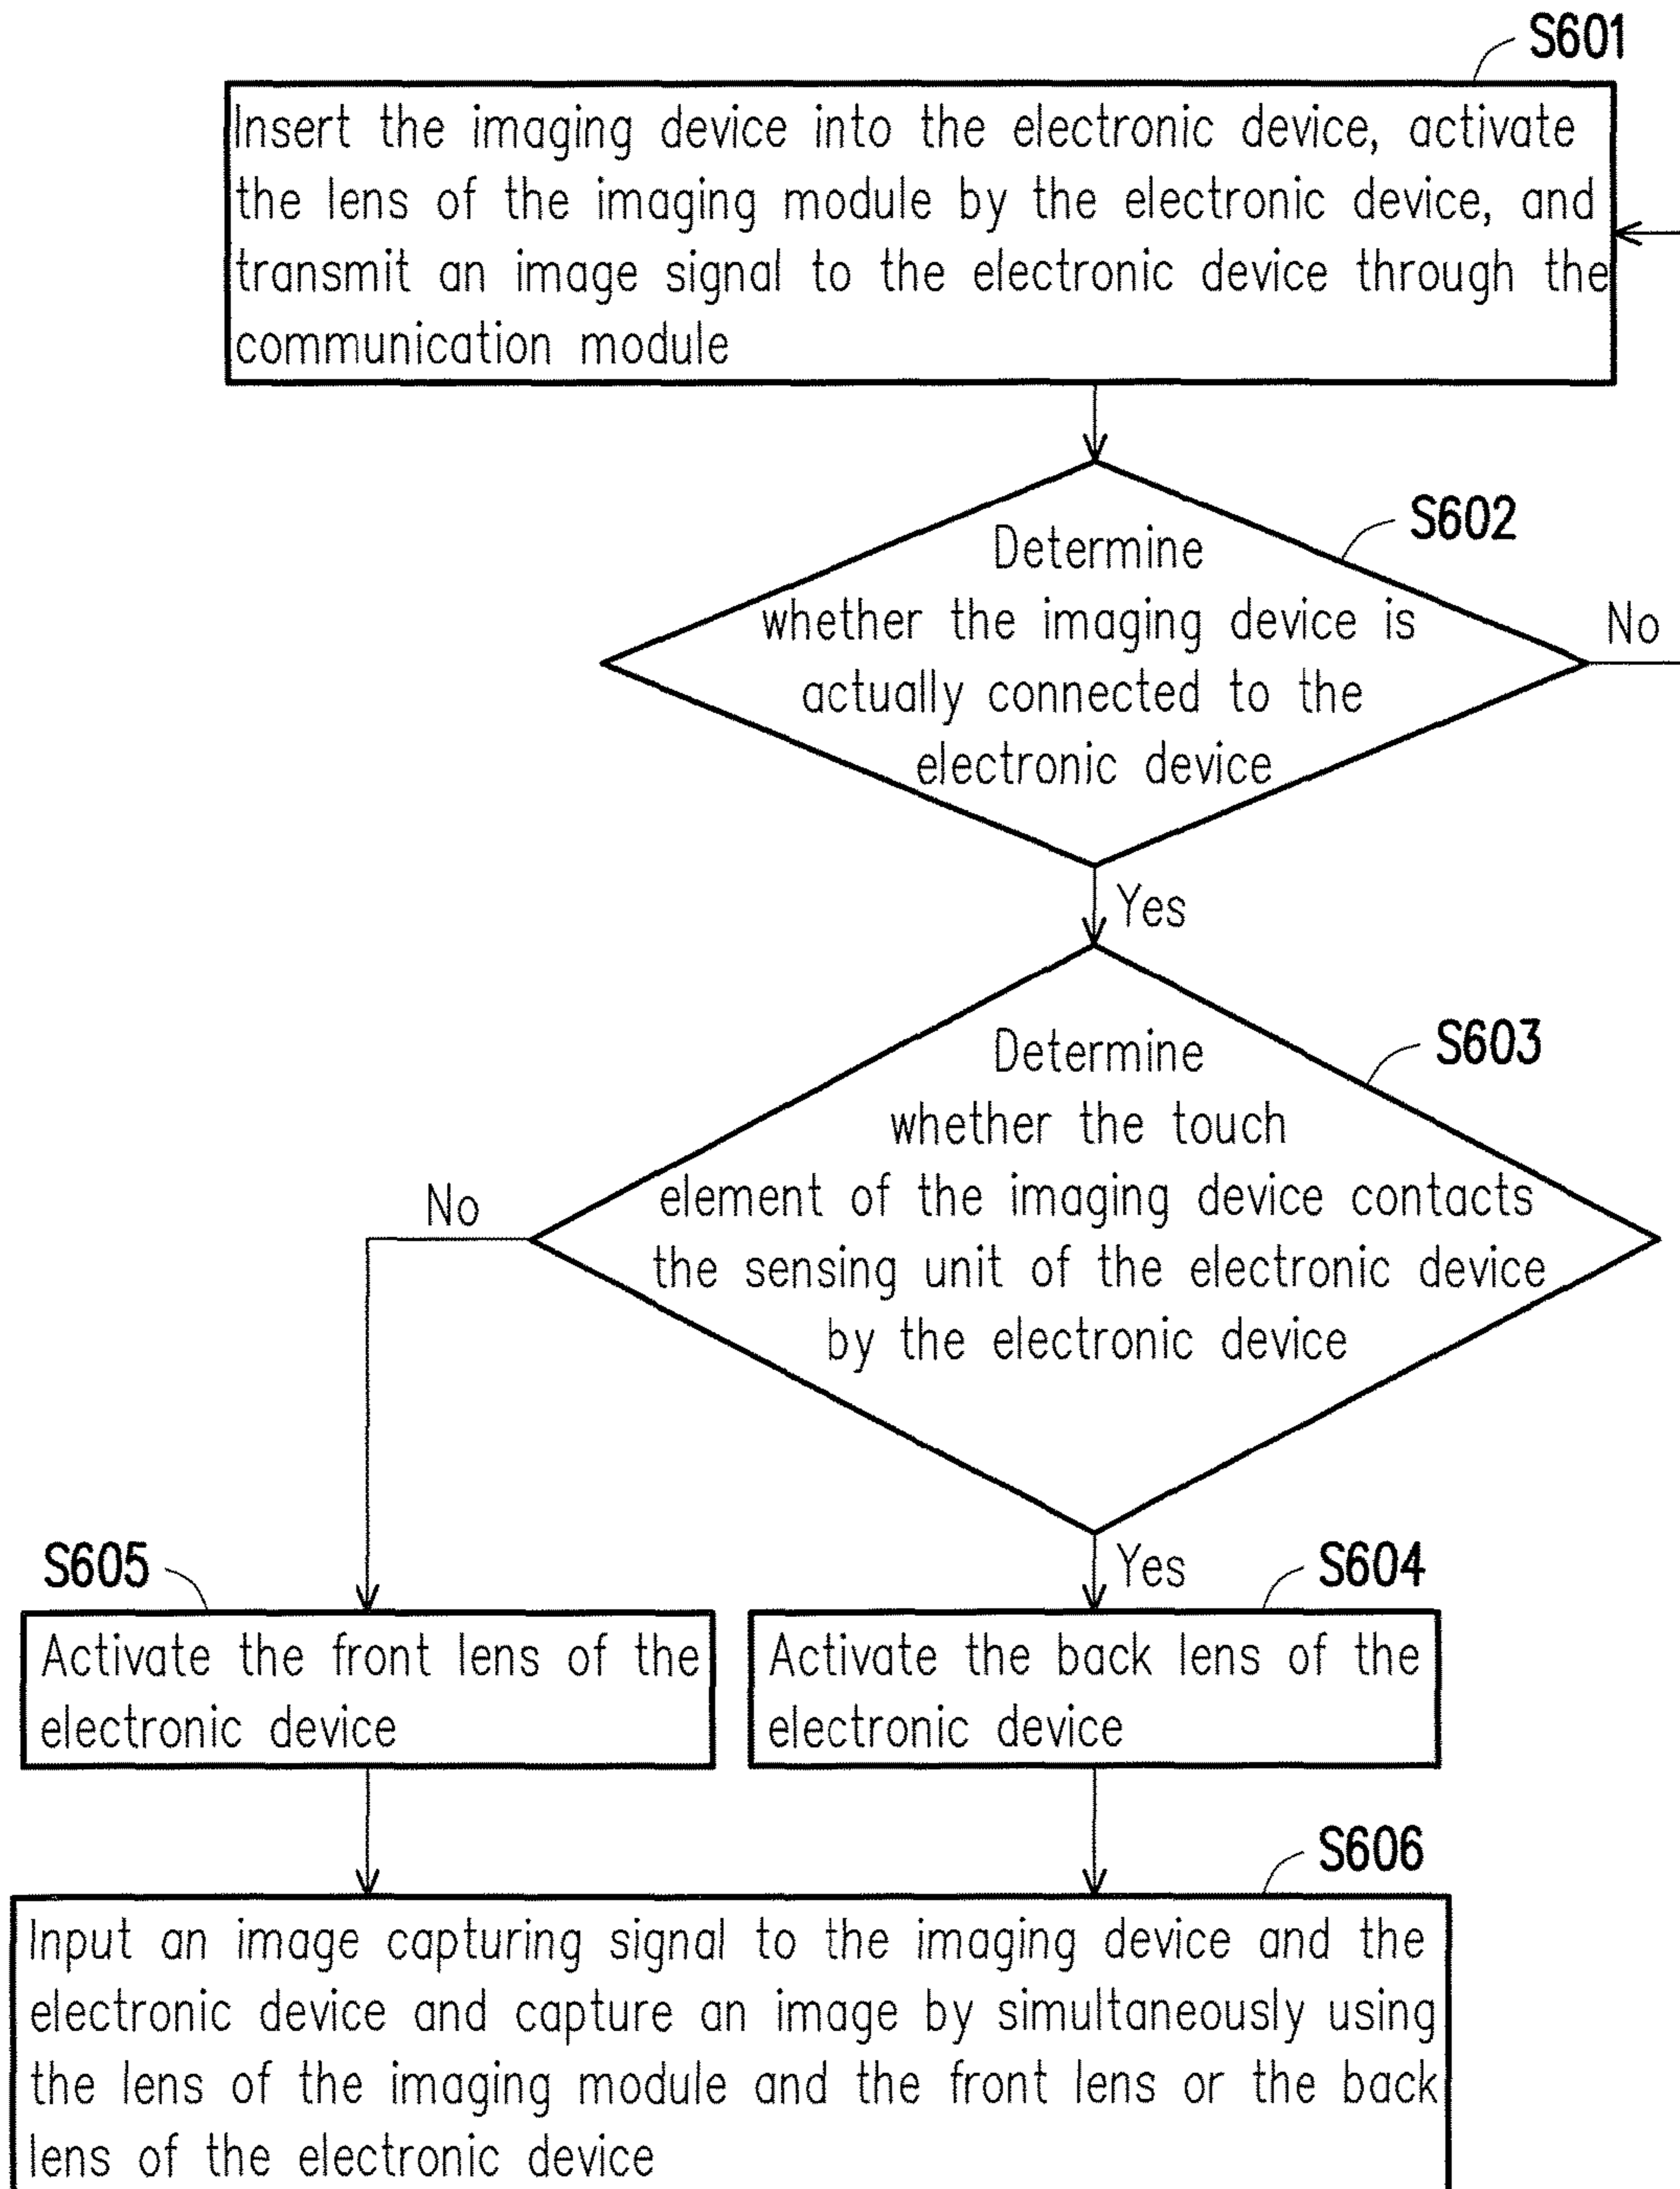 S601
Insert the imaging device into the electronic device, activate
the lens of the imaging module by the electronic device, and
transmit an image signal to the electronic device through the
communication module
S602
Determine
whether the imaging device is
actually connected to the
electronic device
No
Yes
S603
Determine
whether the touch
element of the imaging device contacts
the sensing unit of the electronic device
by the electronic device
No
Yes
S605
Activate the front lens of the
electronic device
S604
Activate the back lens of the
electronic device
S606
Input an image capturing signal to the imaging device and the
electronic device and capture an image by simultaneously using
the lens of the imaging module and the front lens or the back
lens of the electronic device